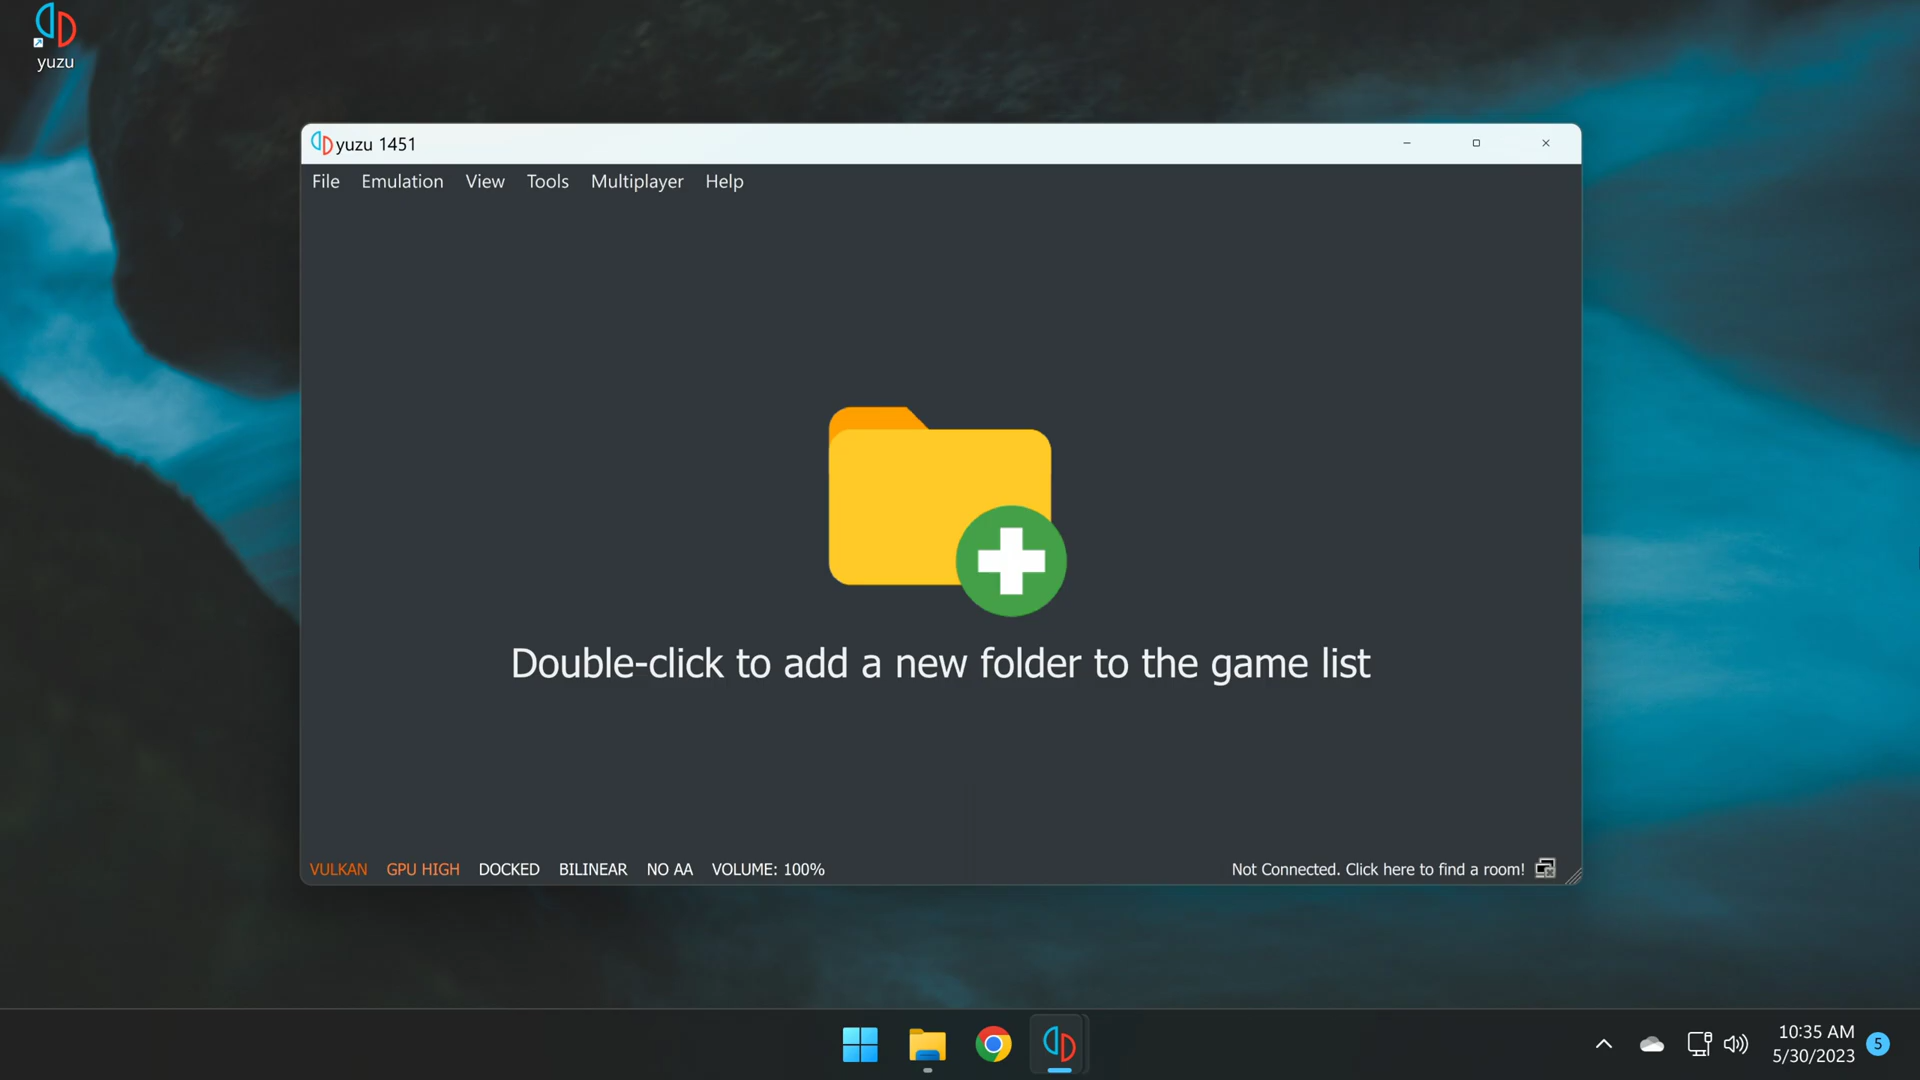 yuzu
yuzu 1451
File Emulation View Tools Multiplayer Help
Double-click to add a new folder to the game list
VULKAN GPU HIGH DOCKED BILINEAR NO AA VOLUME: 100% Not Connected. Click here to find a room!
10:35 AM
5/30/2023 5